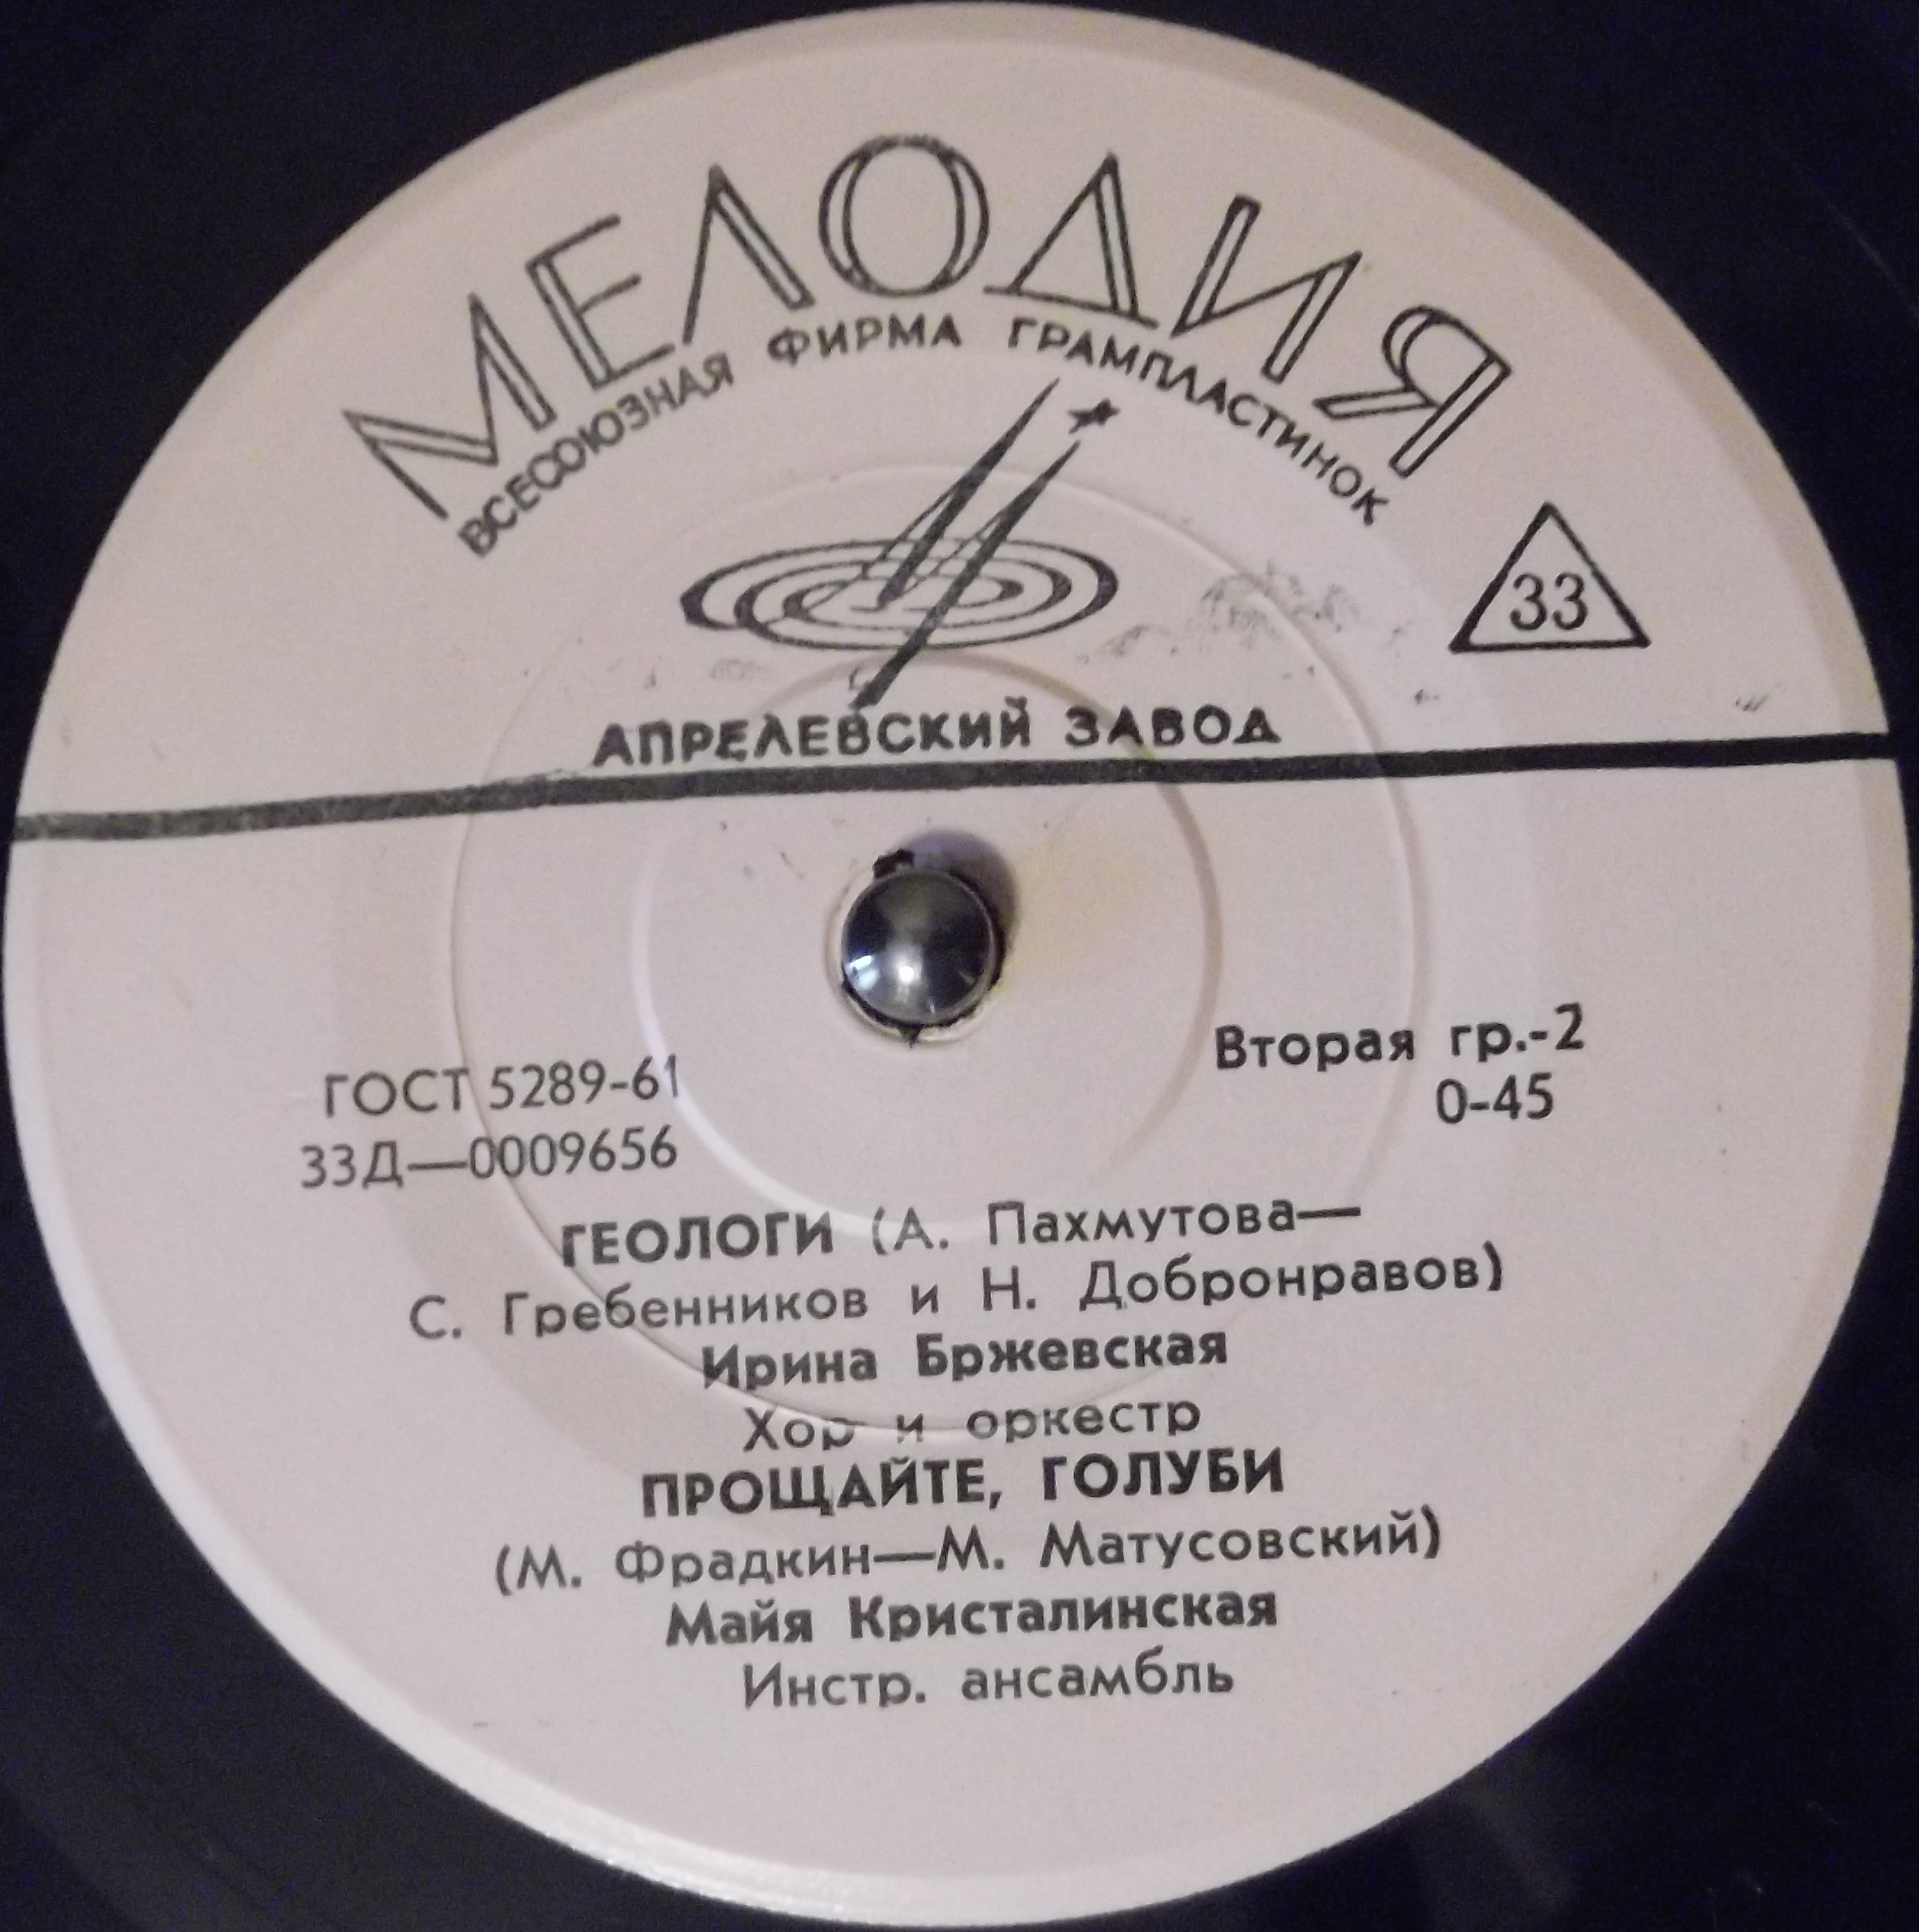 МЕЛОДИЯ
ВСЕСОЮЗНАЯ ФИРМА ГРАМПЛАСТИНОК
33
АПРЕЛЕВСКИЙ ЗАВОД
ГОСТ 5289-61
33Д—0009656
Вторая гр.-2
0-45
ГЕОЛОГИ (А. Пахмутова—
С. Гребенников и Н. Добронравов)
Ирина Бржевская
Хор и оркестр
ПРОЩАЙТЕ, ГОЛУБИ
(М. Фрадкин—М. Матусовский)
Майя Кристалинская
Инстр. ансамбль